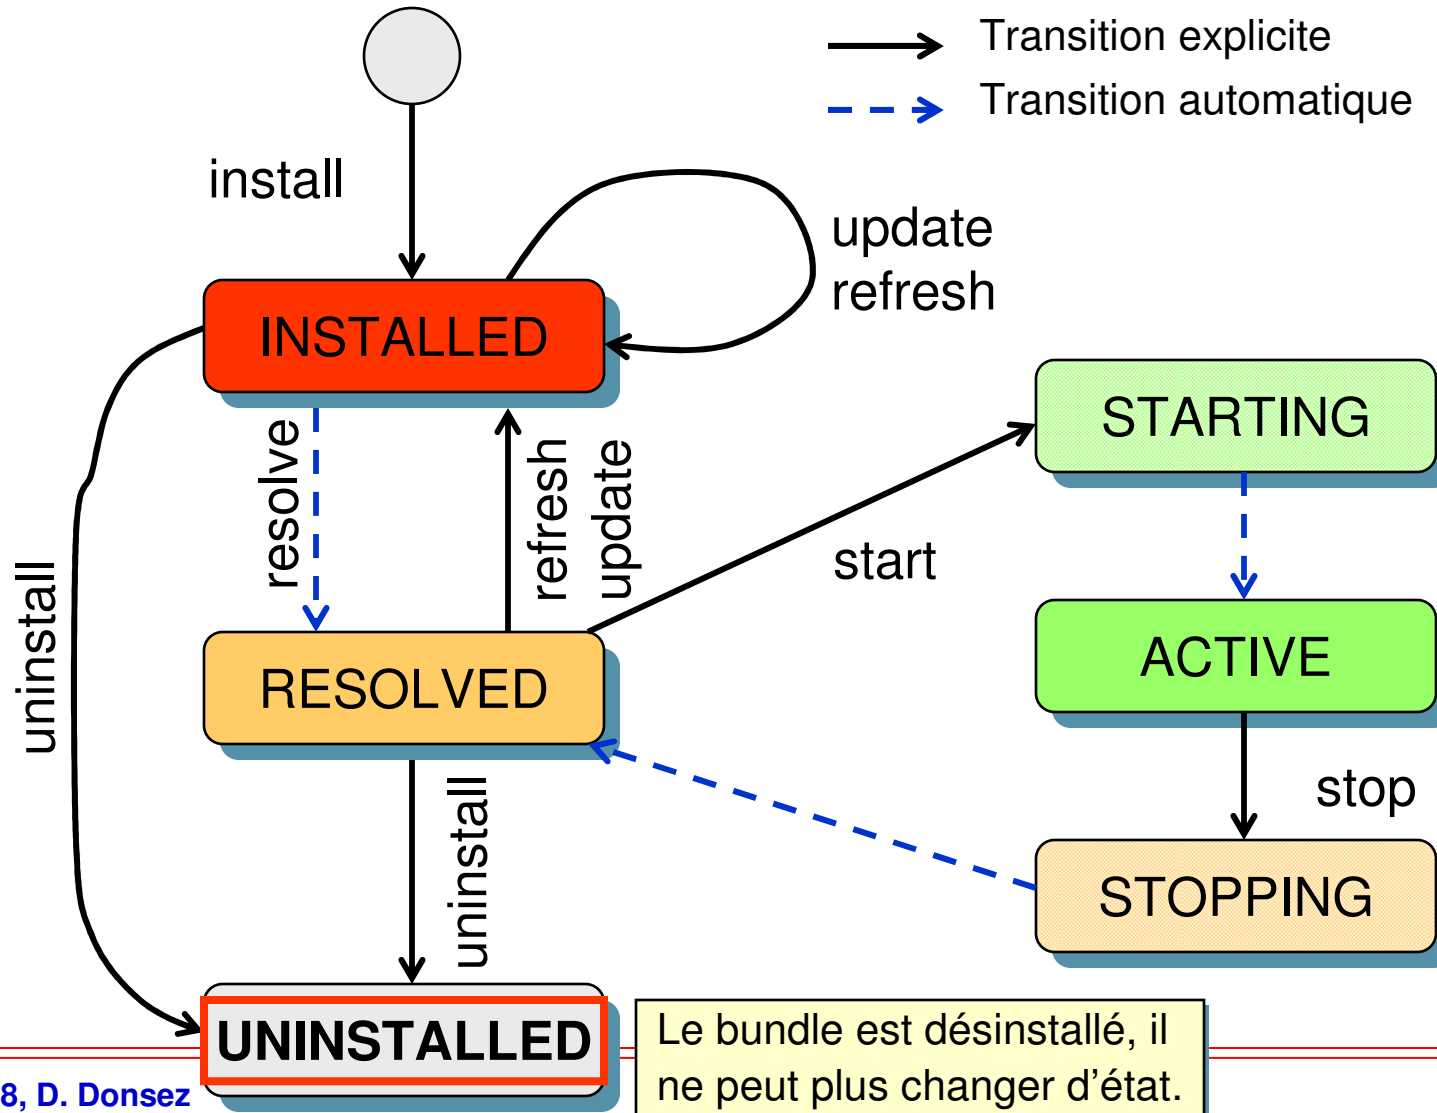 Transition explicite
Transition automatique
install
update
refresh
INSTALLED
STARTING
resolve
refresh
update
start
uninstall
RESOLVED
ACTIVE
stop
uninstall
STOPPING
UNINSTALLED
Le bundle est désinstallé, il
ne peut plus changer d'état.
8, D. Donsez